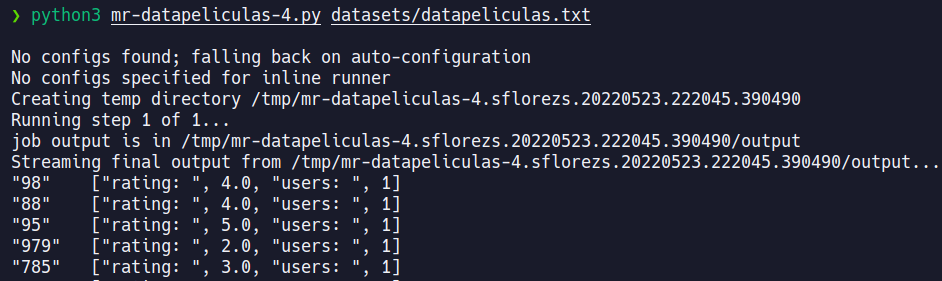 ❯ python3 mr-datapeliculas-4.py datasets/datapeliculas.txt
No configs found; falling back on auto-configuration
No configs specified for inline runner
Creating temp directory /tmp/mr-datapeliculas-4.sflorezs.20220523.222045.390490
Running step 1 of 1...
job output is in /tmp/mr-datapeliculas-4.sflorezs.20220523.222045.390490/output
Streaming final output from /tmp/mr-datapeliculas-4.sflorezs.20220523.222045.390490/output...
"98"	["rating: ", 4.0, "users: ", 1]
"88"	["rating: ", 4.0, "users: ", 1]
"95"	["rating: ", 5.0, "users: ", 1]
"979"	["rating: ", 2.0, "users: ", 1]
"785"	["rating: ", 3.0, "users: ", 1]